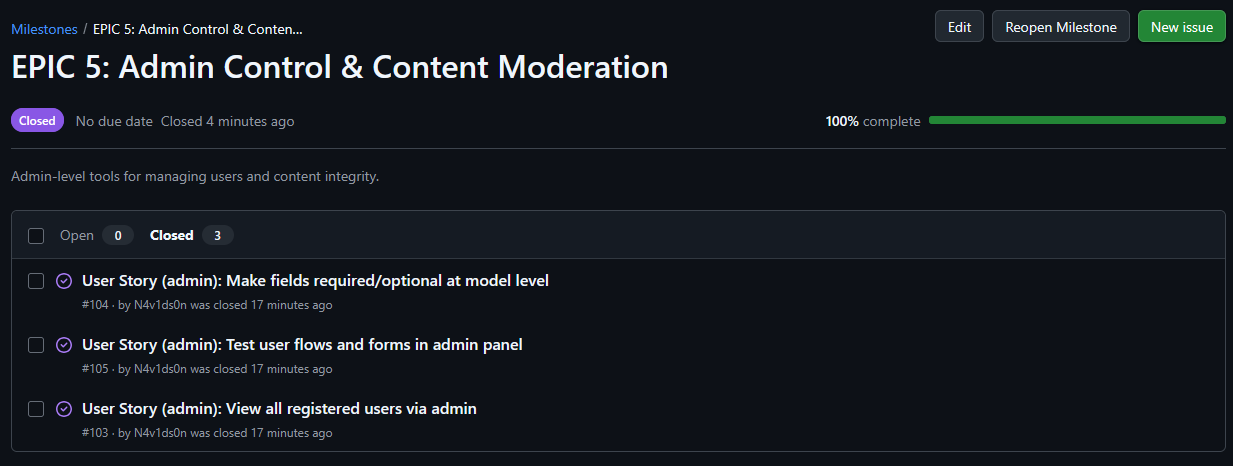 Milestones / EPIC 5: Admin Control & Conten...
Edit
Reopen Milestone
New issue
EPIC 5: Admin Control & Content Moderation
Closed No due date Closed 4 minutes ago
100% complete
Admin-level tools for managing users and content integrity.
Open 0 Closed 3
User Story (admin): Make fields required/optional at model level
#104 · by N4v1ds0n was closed 17 minutes ago
User Story (admin): Test user flows and forms in admin panel
#105 · by N4v1ds0n was closed 17 minutes ago
User Story (admin): View all registered users via admin
#103 · by N4v1ds0n was closed 17 minutes ago